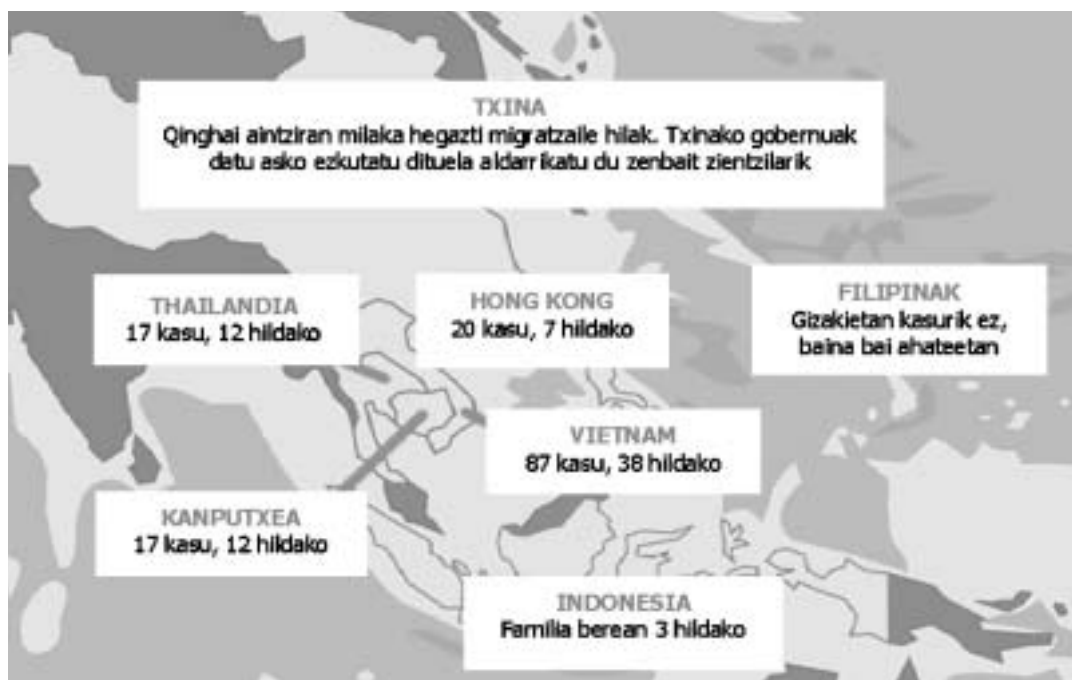 TXINA
Qinghai aintziran milaka hegazti migratzaile hilak. Txinako gobernuak
datu asko ezkutatu dituela aldarrikatu du zenbait zientzilarik
THAILANDIA
17 kasu, 12 hildako
HONG KONG
20 kasu, 7 hildako
FILIPINAK
Gizakietan kasurik ez,
baina bai ahateetan
VIETNAM
87 kasu, 38 hildako
KANPUTXEA
17 kasu, 12 hildako
INDONESIA
Familia berean 3 hildako